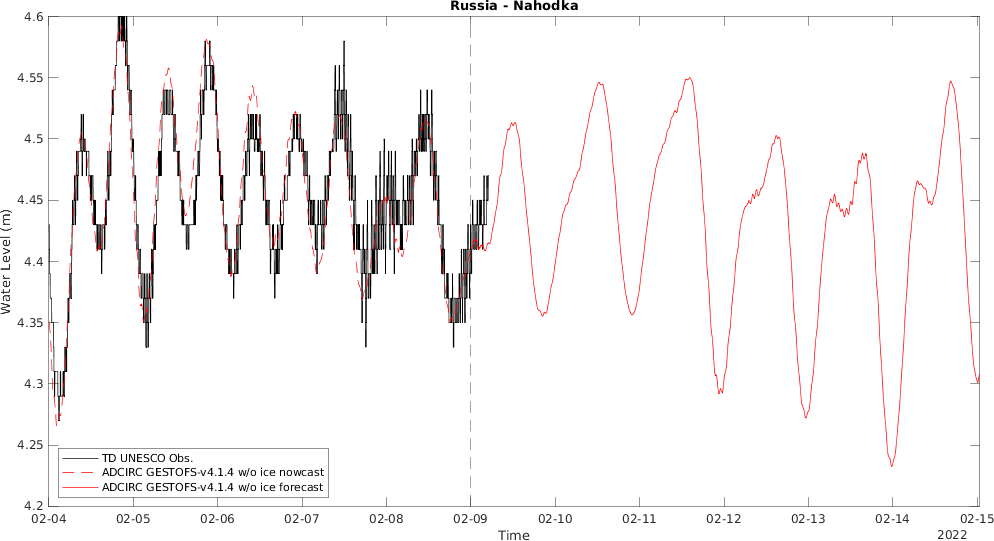 Russia - Nahodka
4.6
4.55
4.5
4.45
4.4
4.35
4.3
4.25
4.2
Water Level (m)
TD UNESCO Obs.
ADCIRC GESTOFS-v4.1.4 w/o ice nowcast
ADCIRC GESTOFS-v4.1.4 w/o ice forecast
02-04 02-05 02-06 02-07 02-08 02-09 02-10 02-11 02-12 02-13 02-14 02-15
Time
2022